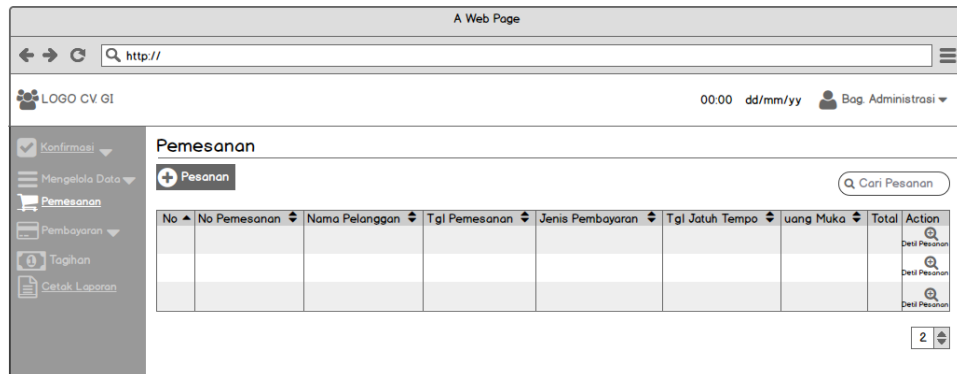 A Web Page
http://
LOGO CV. GI
00:00 dd/mm/yy Bag. Administrasi
Konfirmasi
Mengelola Data
Pemesanan
Pembayaran
1 Tagihan
Cetak Laporan
Pemesanan
Pesanan
Cari Pesanan
No No Pemesanan Nama Pelanggan Tgl Pemesanan Jenis Pembayaran Tgl Jatuh Tempo uang Muka Total Action
Detil Pesanan
Detil Pesanan
Detil Pesanan
2